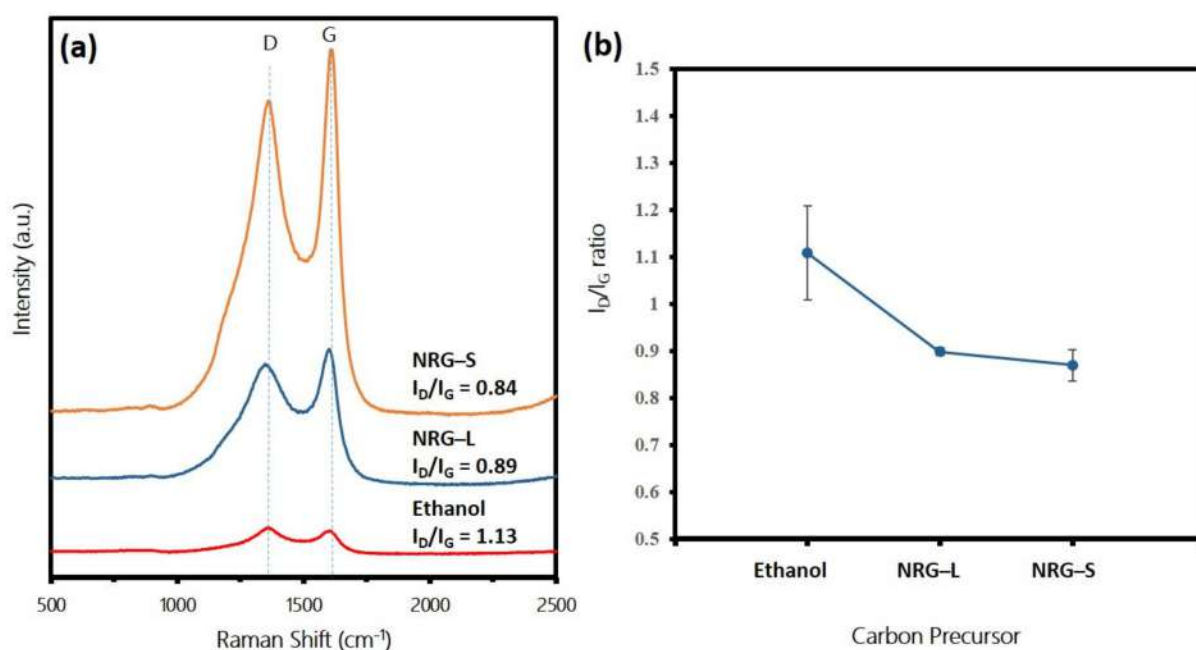 (a)
D
G
Intensity (a.u.)
NRG–S
I_D/I_G = 0.84
NRG–L
I_D/I_G = 0.89
Ethanol
I_D/I_G = 1.13
500
1000
1500
2000
2500
Raman Shift (cm⁻¹)
(b)
1.5
1.4
1.3
1.2
1.1
1
0.9
0.8
0.7
0.6
0.5
I_D/I_G ratio
Ethanol
NRG–L
NRG–S
Carbon Precursor